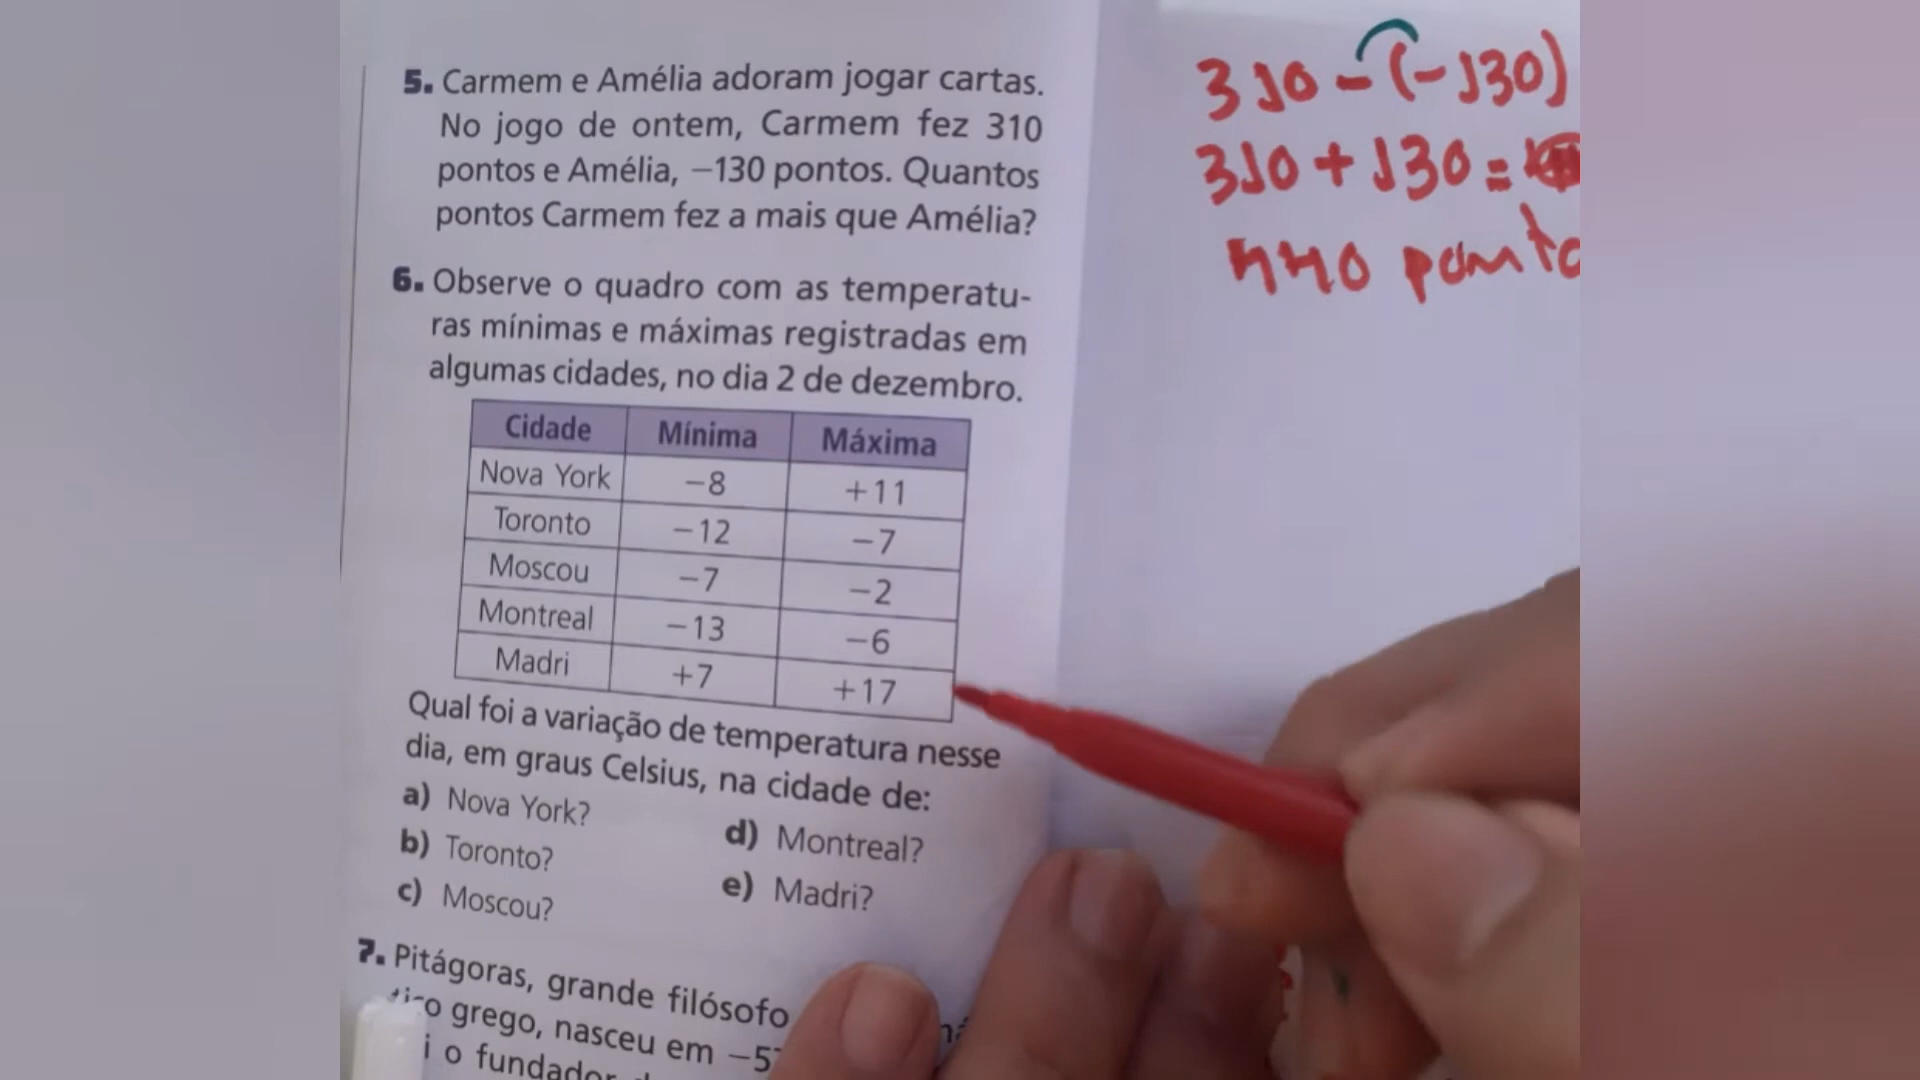 5. Carmem e Amélia adoram jogar cartas.
No jogo de ontem, Carmem fez 310
pontos e Amélia, −130 pontos. Quantos
pontos Carmem fez a mais que Amélia?
6. Observe o quadro com as temperatu-
ras mínimas e máximas registradas em
algumas cidades, no dia 2 de dezembro.
Cidade Mínima Máxima
Nova York −8 +11
Toronto −12 −7
Moscou −7 −2
Montreal −13 −6
Madri +7 +17
Qual foi a variação de temperatura nesse
dia, em graus Celsius, na cidade de:
a) Nova York?
b) Toronto?
c) Moscou?
d) Montreal?
e) Madri?
7. Pitágoras, grande filósofo
grego, nasceu em −5
o fundador
310 − (−130)
310 + 130 =
440 ponto